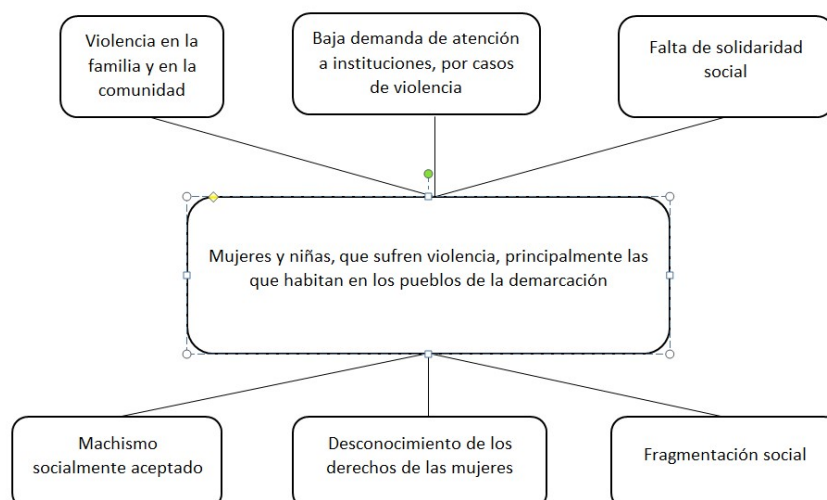 Violencia en la
familia y en la
comunidad
Baja demanda de atención
a instituciones, por casos
de violencia
Falta de solidaridad
social
Mujeres y niñas, que sufren violencia, principalmente las
que habitan en los pueblos de la demarcación
Machismo
socialmente aceptado
Desconocimiento de los
derechos de las mujeres
Fragmentación social